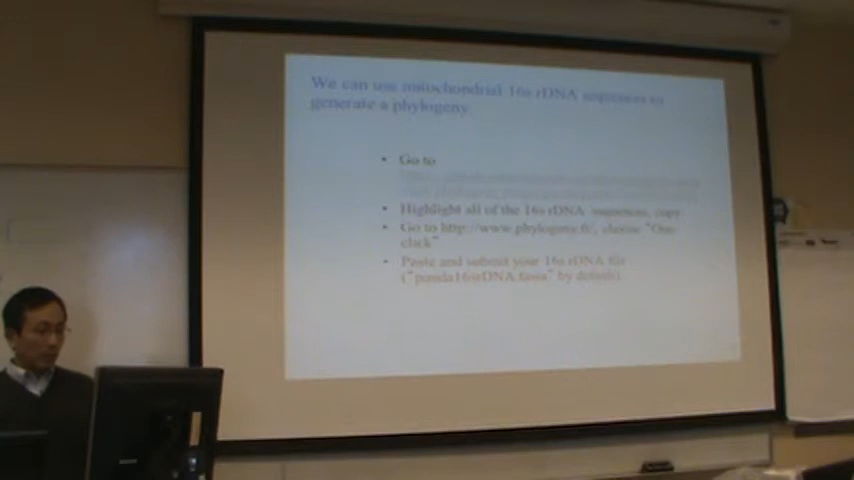 We can use mitochondrial 16s rDNA sequences to
generate a phylogeny
• Go to
• Highlight all of the 16s rDNA sequences, copy
• Go to http://www.phylogeny.fr/, choose "One
click"
• Paste and submit your 16s rDNA file
("panda16srDNA.fasta" by default)